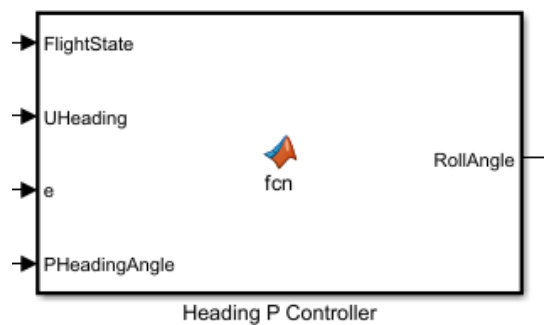 FlightState
UHeading
e
PHeadingAngle
fcn
RollAngle
Heading P Controller